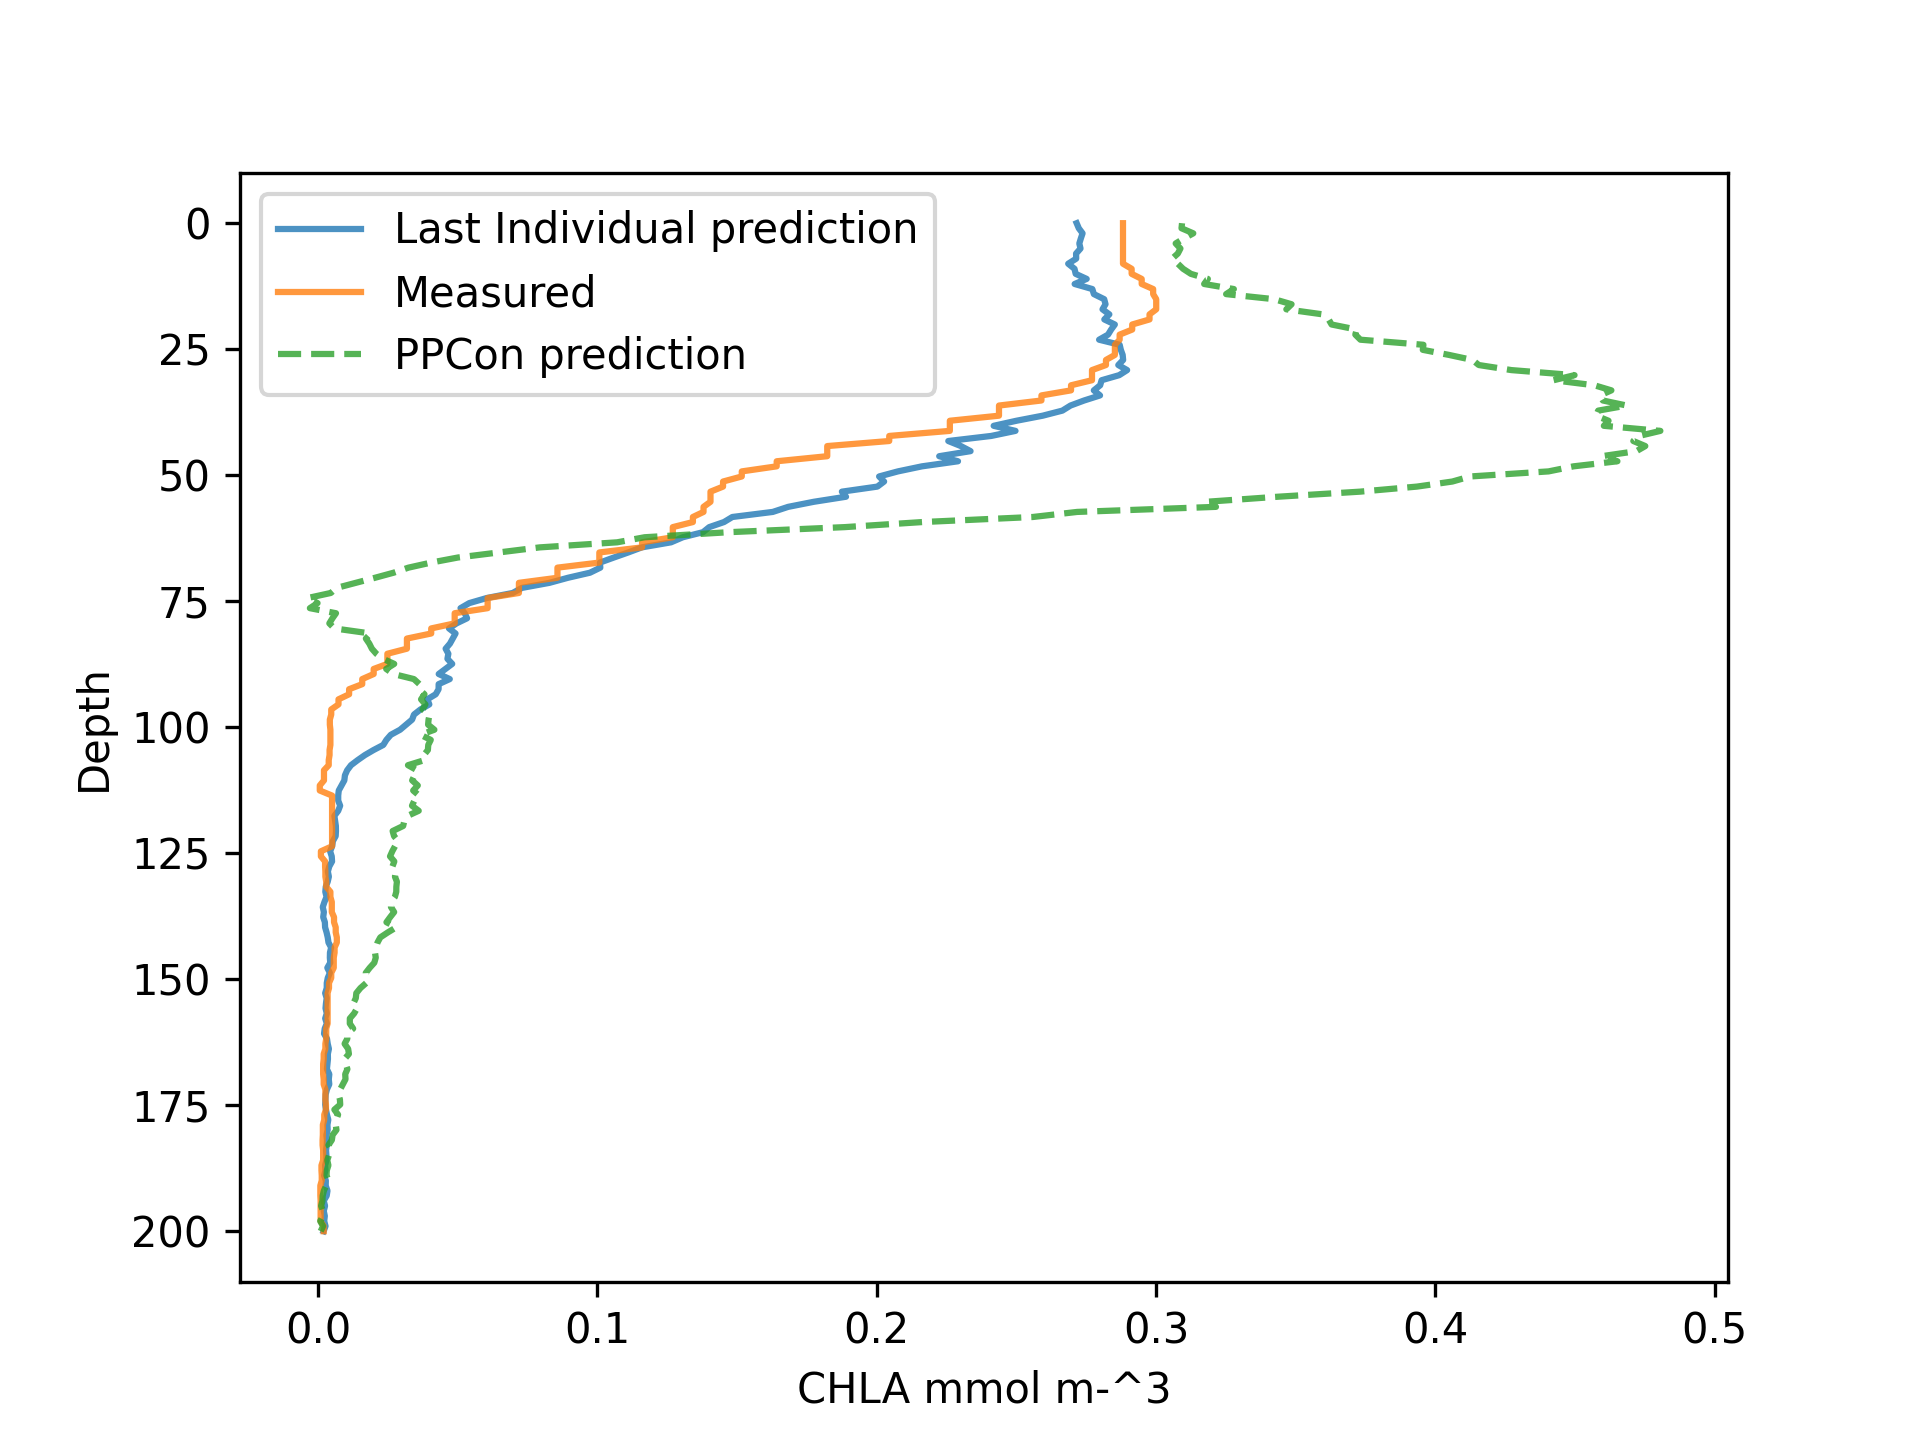 Last Individual prediction
Measured
PPCon prediction
0
25
50
75
100
125
150
175
200
Depth
0.0 0.1 0.2 0.3 0.4 0.5
CHLA mmol m-^3